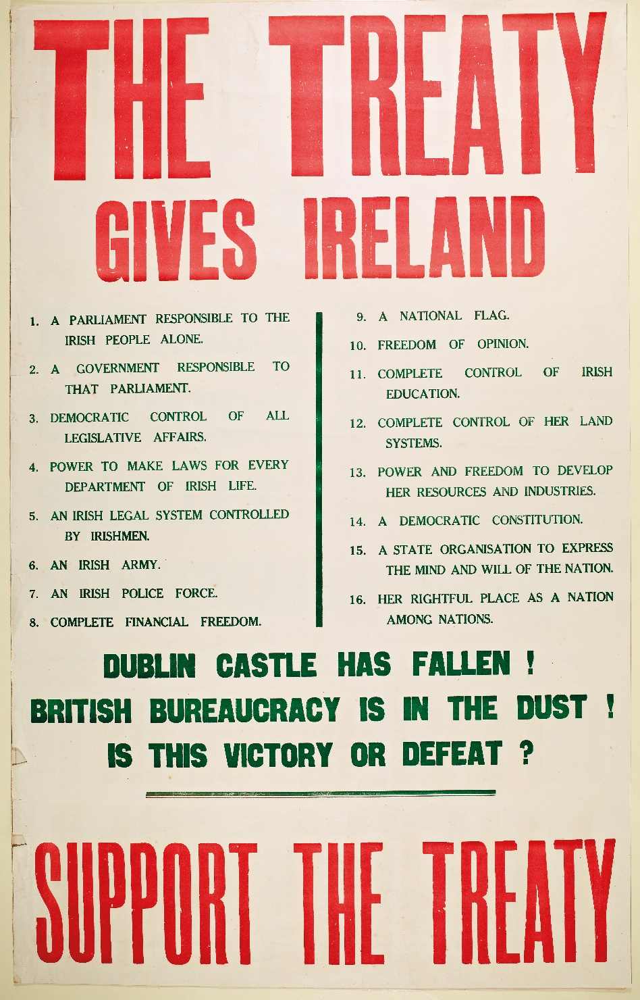 THE TREATY
GIVES IRELAND
1. A PARLIAMENT RESPONSIBLE TO THE
IRISH PEOPLE ALONE.
2. A GOVERNMENT RESPONSIBLE TO
THAT PARLIAMENT.
3. DEMOCRATIC CONTROL OF ALL
LEGISLATIVE AFFAIRS.
4. POWER TO MAKE LAWS FOR EVERY
DEPARTMENT OF IRISH LIFE.
5. AN IRISH LEGAL SYSTEM CONTROLLED
BY IRISHMEN.
6. AN IRISH ARMY.
7. AN IRISH POLICE FORCE.
8. COMPLETE FINANCIAL FREEDOM.
9. A NATIONAL FLAG.
10. FREEDOM OF OPINION.
11. COMPLETE CONTROL OF IRISH
EDUCATION.
12. COMPLETE CONTROL OF HER LAND
SYSTEMS.
13. POWER AND FREEDOM TO DEVELOP
HER RESOURCES AND INDUSTRIES.
14. A DEMOCRATIC CONSTITUTION.
15. A STATE ORGANISATION TO EXPRESS
THE MIND AND WILL OF THE NATION.
16. HER RIGHTFUL PLACE AS A NATION
AMONG NATIONS.
DUBLIN CASTLE HAS FALLEN !
BRITISH BUREAUCRACY IS IN THE DUST !
IS THIS VICTORY OR DEFEAT ?
SUPPORT THE TREATY